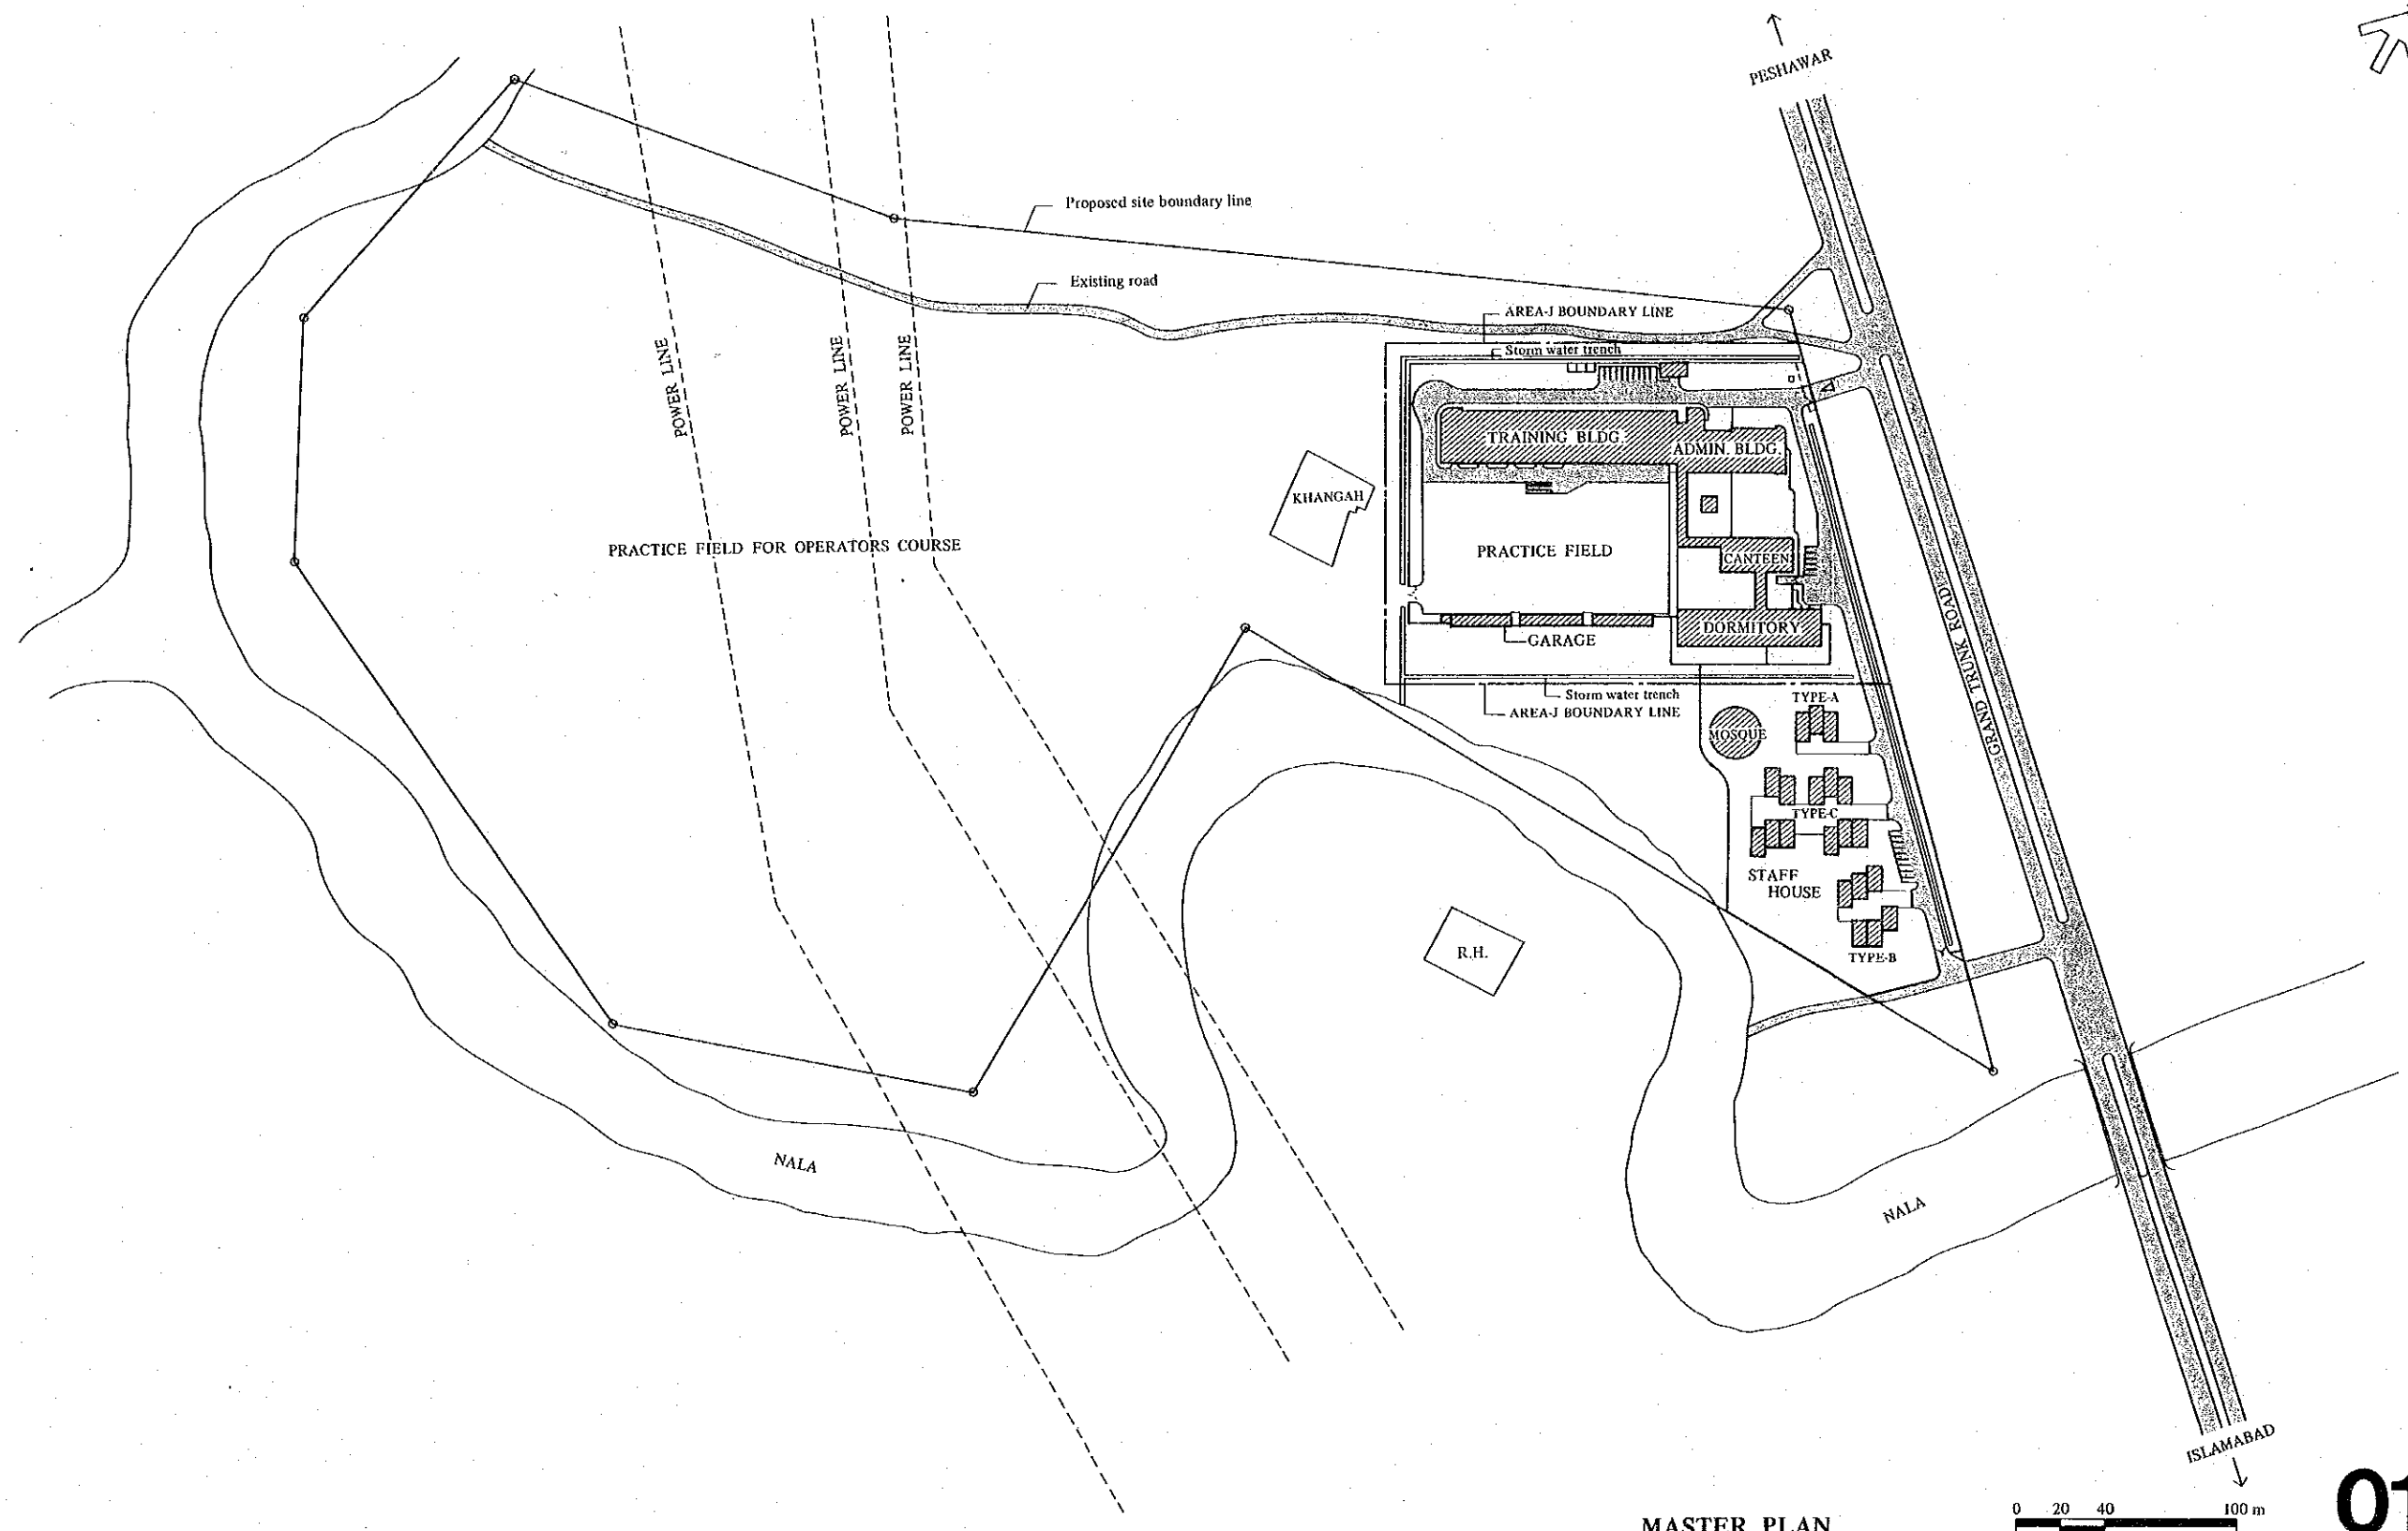 PESHAWAR
Proposed site boundary line
Existing road
AREA-J BOUNDARY LINE
Storm water trench
POWER LINE
POWER LINE
POWER LINE
TRAINING BLDG.
ADMIN. BLDG.
KHANGAH
PRACTICE FIELD FOR OPERATORS COURSE
PRACTICE FIELD
CANTEEN
DORMITORY
GARAGE
GRAND TRUNK ROAD
Storm water trench
AREA-J BOUNDARY LINE
TYPE-A
MOSQUE
TYPE-C
STAFF
HOUSE
R.H.
TYPE-B
NALA
NALA
ISLAMABAD
MASTER PLAN
0 20 40 100 m
01